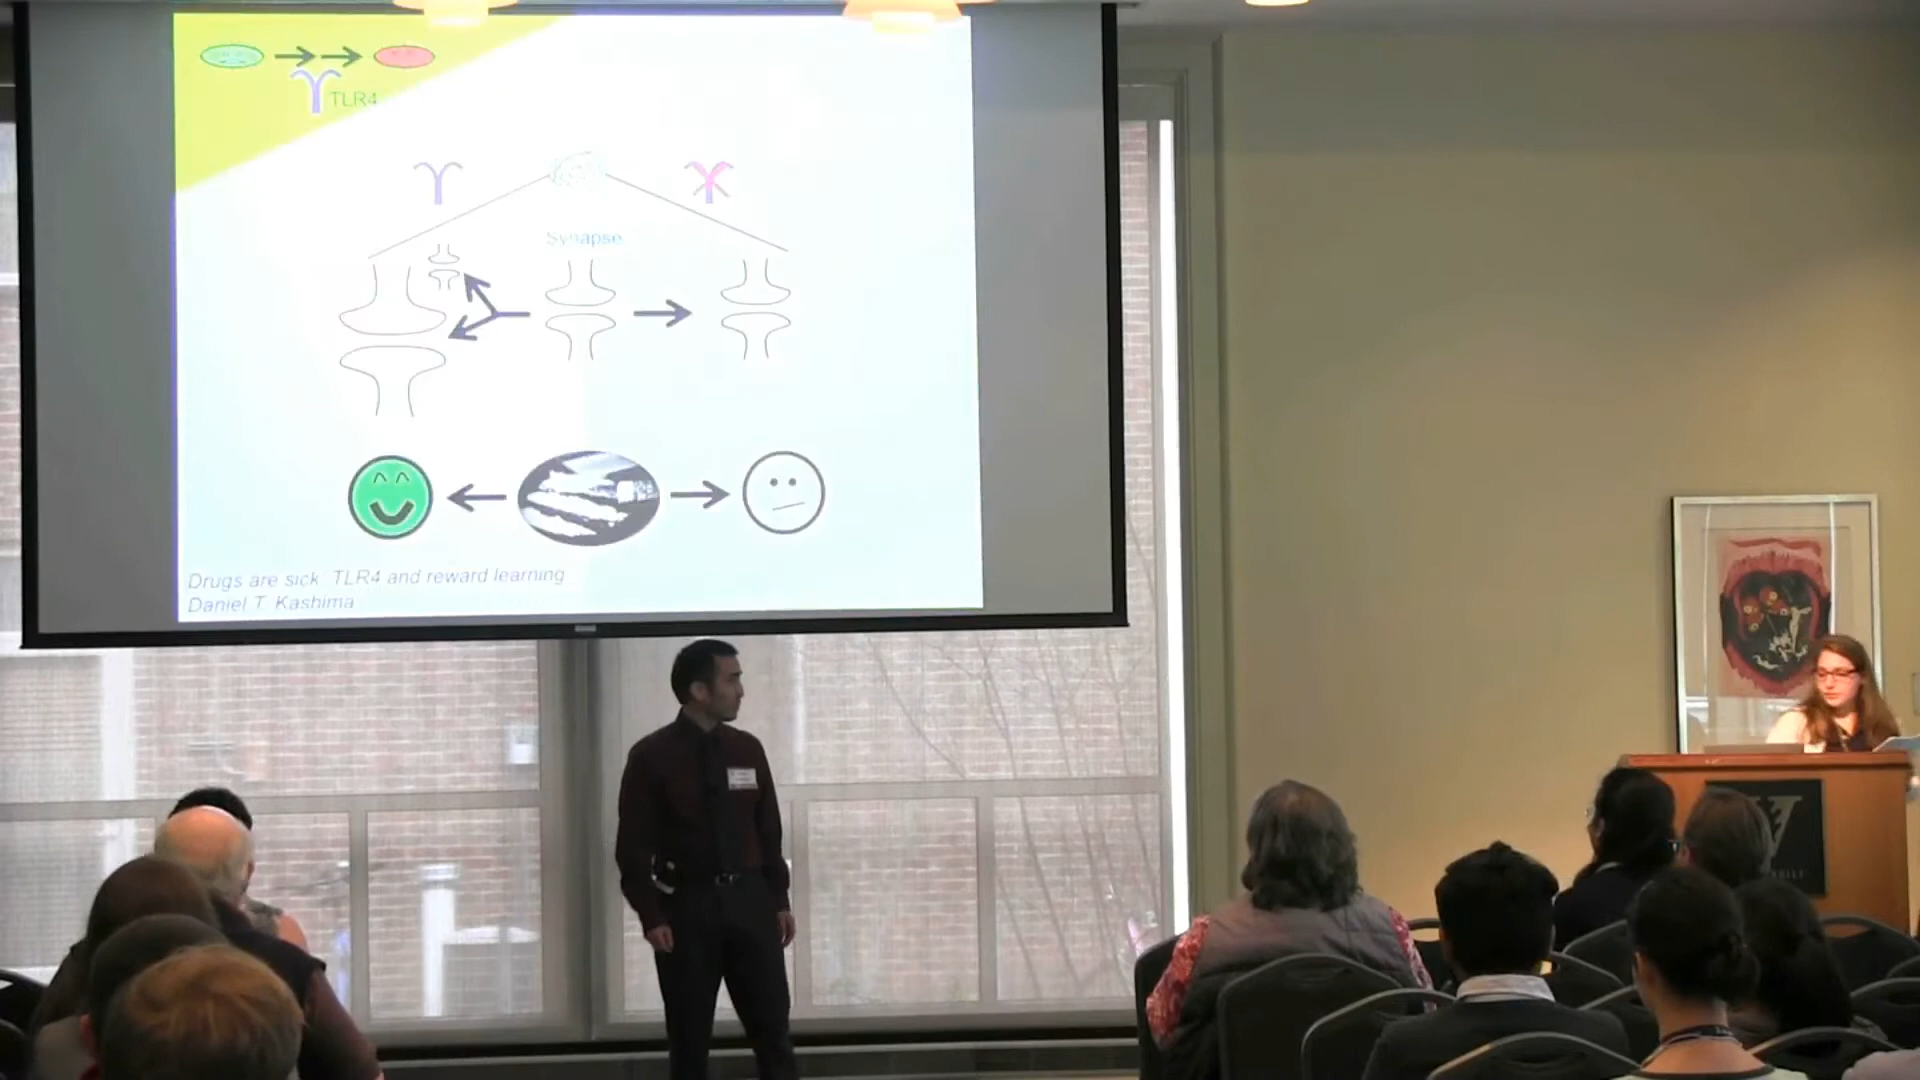 TLR4
Synapse
Drugs are sick: TLR4 and reward learning
Daniel T. Kashima